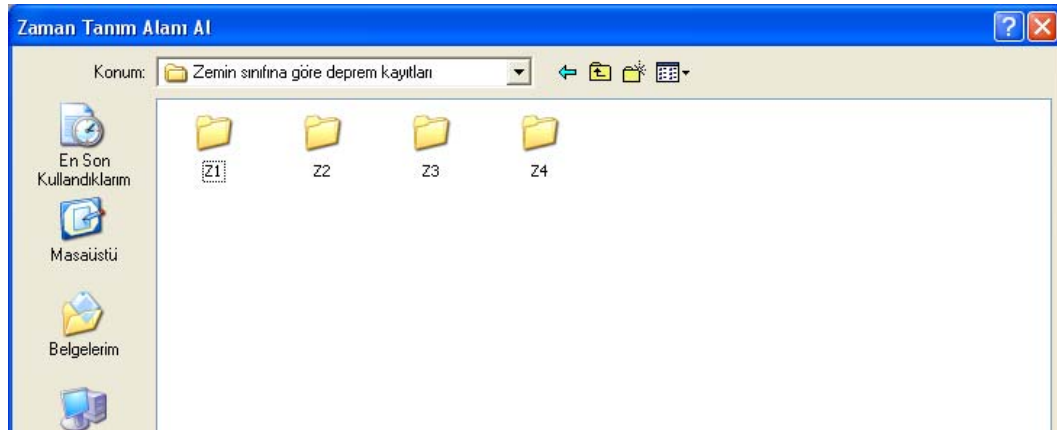 Zaman Tanım Alanı Al
Konum: Zemin sınıfına göre deprem kayıtları
En Son
Kullandıklarım
Masaüstü
Belgelerim
Z1 Z2 Z3 Z4